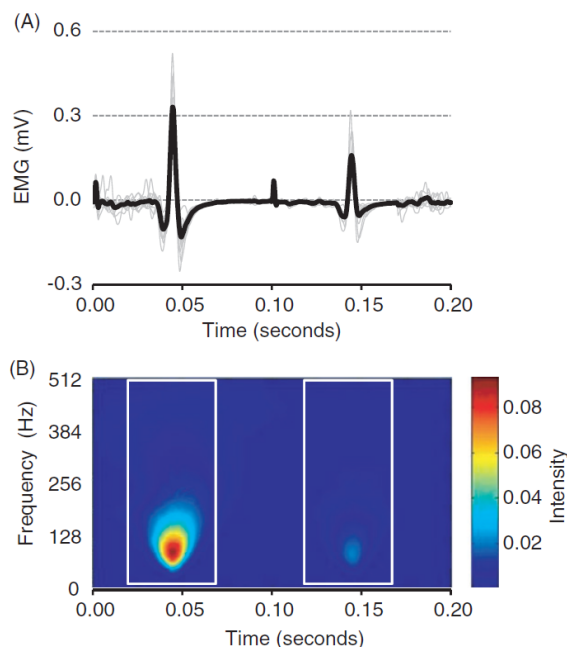 (A)
0.6
0.3
0.0
-0.3
EMG (mV)
0.00 0.05 0.10 0.15 0.20
Time (seconds)
(B)
512
384
256
128
0
Frequency (Hz)
0.00 0.05 0.10 0.15 0.20
Time (seconds)
0.08
0.06
0.04
0.02
Intensity